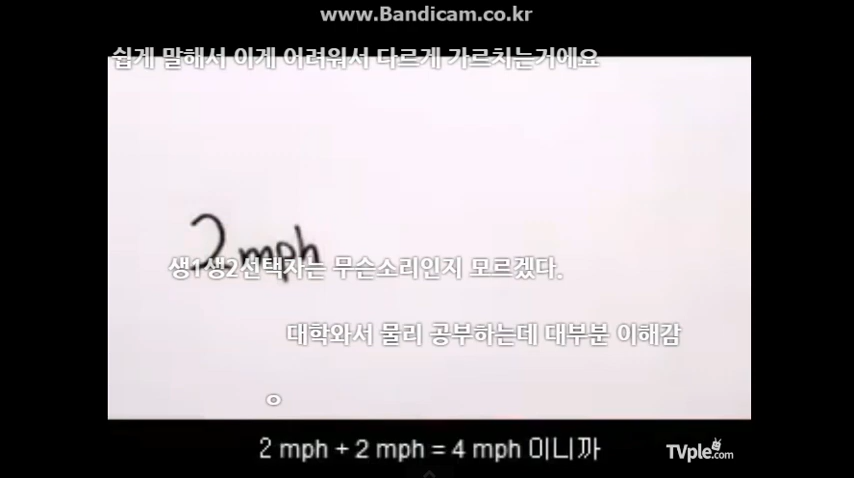 www.Bandicam.co.kr
쉽게 말해서 이게 어려워서 다르게 가르치는거에요
2 mph
생1생2선택자는 무슨소리인지 모르겠다.
대학와서 물리 공부하는데 대부분 이해감
ㅇ
2 mph + 2 mph = 4 mph 이니까
TVple.com